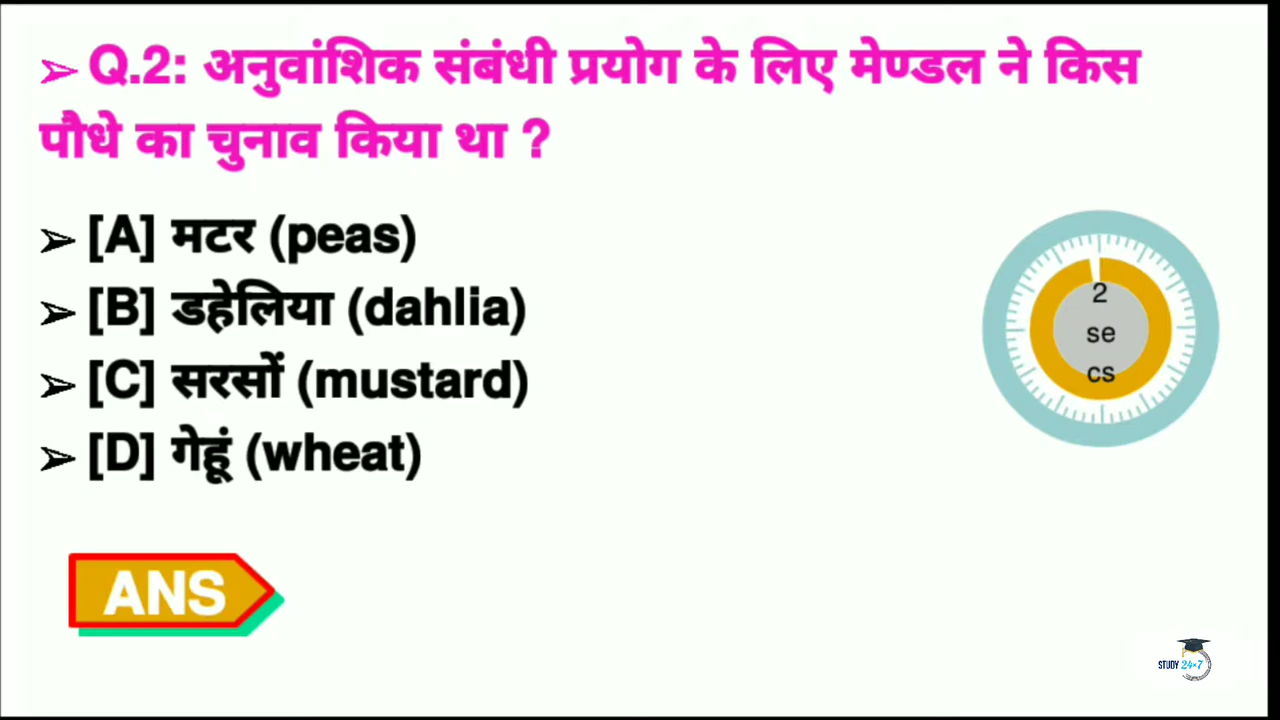 ➢ Q.2: अनुवांशिक संबंधी प्रयोग के लिए मेण्डल ने किस
पौधे का चुनाव किया था ?
➢ [A] मटर (peas)
➢ [B] डहेलिया (dahlia)
➢ [C] सरसों (mustard)
➢ [D] गेहूं (wheat)
2
se
cs
ANS
STUDY 24×7